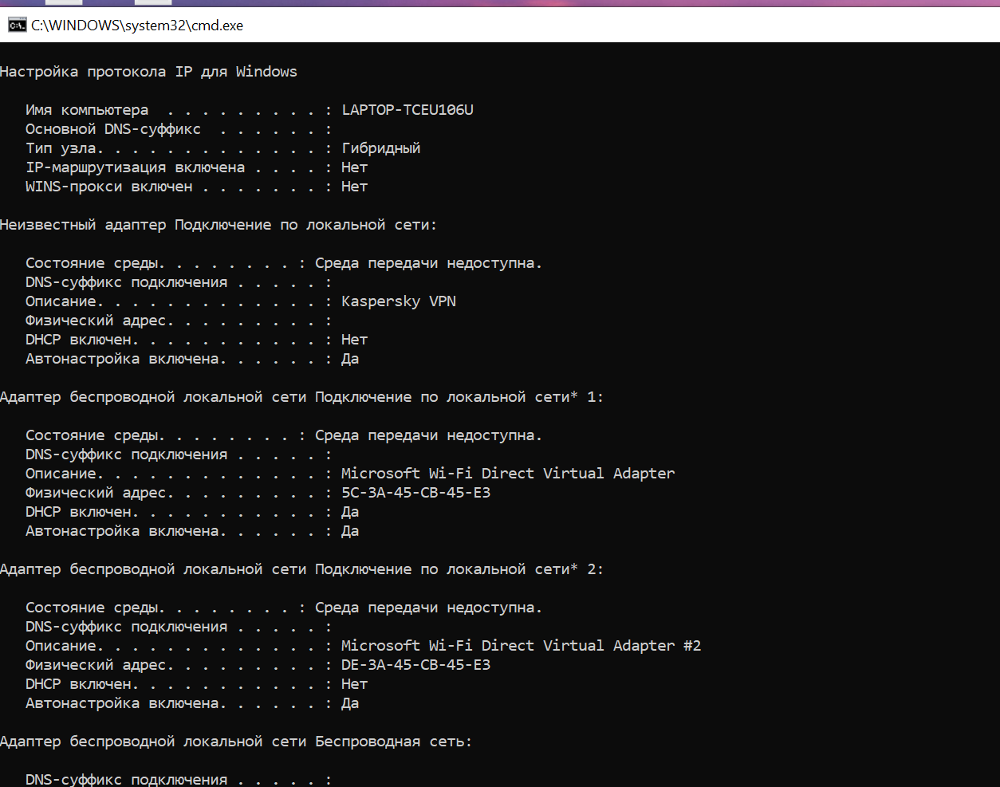 C:\WINDOWS\system32\cmd.exe
Настройка протокола IP для Windows
Имя компьютера  . . . . . . . . . : LAPTOP-TCEU106U
Основной DNS-суффикс  . . . . . . :
Тип узла. . . . . . . . . . . . . : Гибридный
IP-маршрутизация включена . . . . : Нет
WINS-прокси включен . . . . . . . : Нет
Неизвестный адаптер Подключение по локальной сети:
Состояние среды. . . . . . . . : Среда передачи недоступна.
DNS-суффикс подключения . . . . . :
Описание. . . . . . . . . . . . . : Kaspersky VPN
Физический адрес. . . . . . . . . :
DHCP включен. . . . . . . . . . . : Нет
Автонастройка включена. . . . . . : Да
Адаптер беспроводной локальной сети Подключение по локальной сети* 1:
Состояние среды. . . . . . . . : Среда передачи недоступна.
DNS-суффикс подключения . . . . . :
Описание. . . . . . . . . . . . . : Microsoft Wi-Fi Direct Virtual Adapter
Физический адрес. . . . . . . . . : 5C-3A-45-CB-45-E3
DHCP включен. . . . . . . . . . . : Да
Автонастройка включена. . . . . . : Да
Адаптер беспроводной локальной сети Подключение по локальной сети* 2:
Состояние среды. . . . . . . . : Среда передачи недоступна.
DNS-суффикс подключения . . . . . :
Описание. . . . . . . . . . . . . : Microsoft Wi-Fi Direct Virtual Adapter #2
Физический адрес. . . . . . . . . : DE-3A-45-CB-45-E3
DHCP включен. . . . . . . . . . . : Нет
Автонастройка включена. . . . . . : Да
Адаптер беспроводной локальной сети Беспроводная сеть:
DNS-суффикс подключения . . . . . :